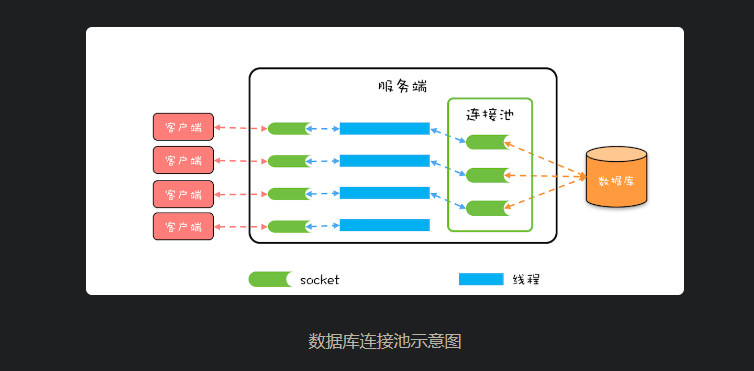 服务端
连接池
客户端
客户端
客户端
客户端
数据库
socket
线程
数据库连接池示意图